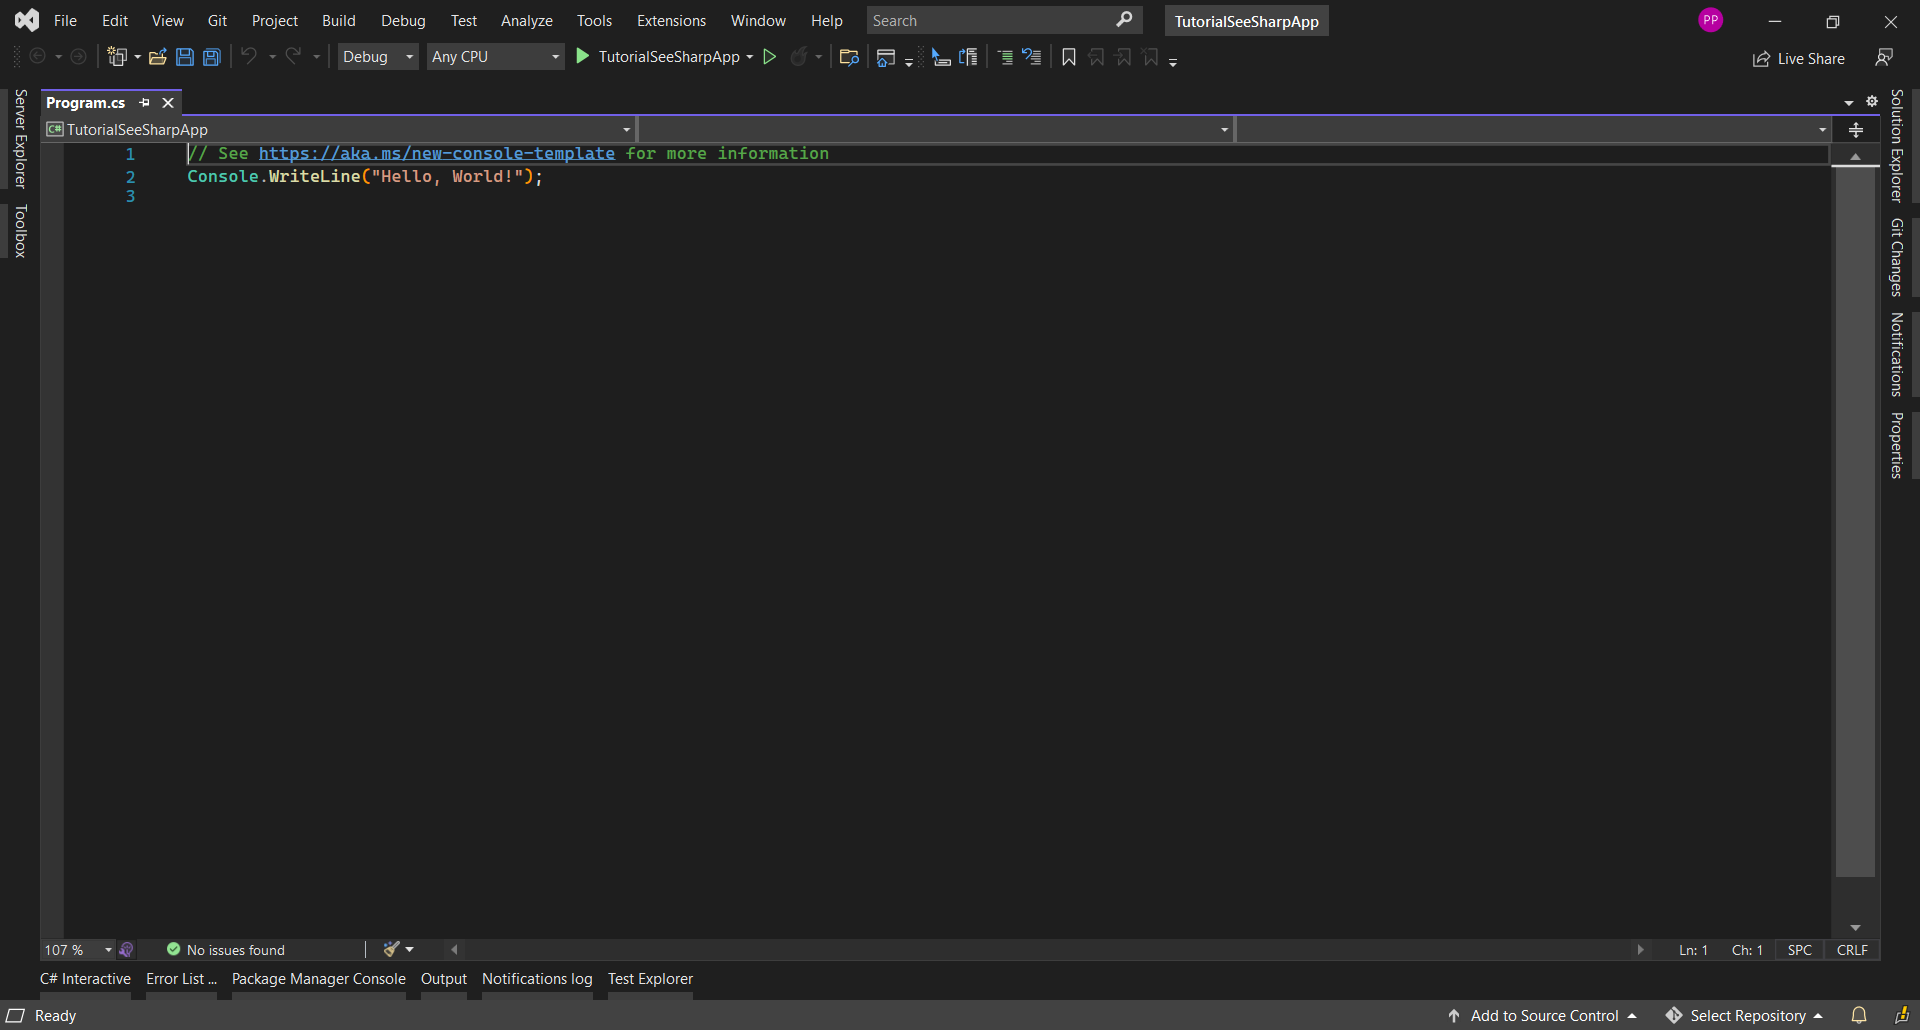 File Edit View Git Project Build Debug Test Analyze Tools Extensions Window Help Search TutorialSeeSharpApp PP
Debug Any CPU TutorialSeeSharpApp Live Share
Server Explorer
Toolbox
Program.cs
C# TutorialSeeSharpApp
1 // See https://aka.ms/new-console-template for more information
2 Console.WriteLine("Hello, World!");
3
Solution Explorer
Git Changes
Notifications
Properties
107 % No issues found Ln: 1 Ch: 1 SPC CRLF
C# Interactive Error List ... Package Manager Console Output Notifications log Test Explorer
Ready Add to Source Control Select Repository